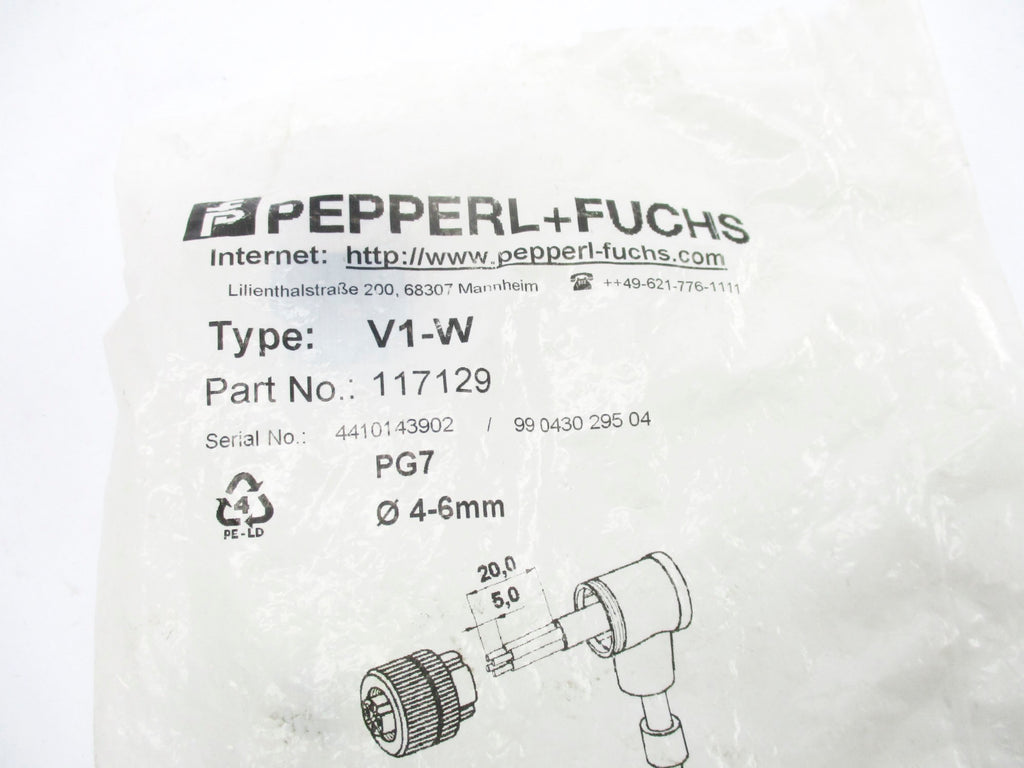 PEPPERL+FUCHS
Internet: http://www.pepperl-fuchs.com
Lilienthalstraße 200, 68307 Mannheim ++49-621-776-1111
Type: V1-W
Part No.: 117129
Serial No.: 4410143902 / 99 0430 295 04
PG7
4
Ø 4-6mm
PE-LD
20,0
5,0